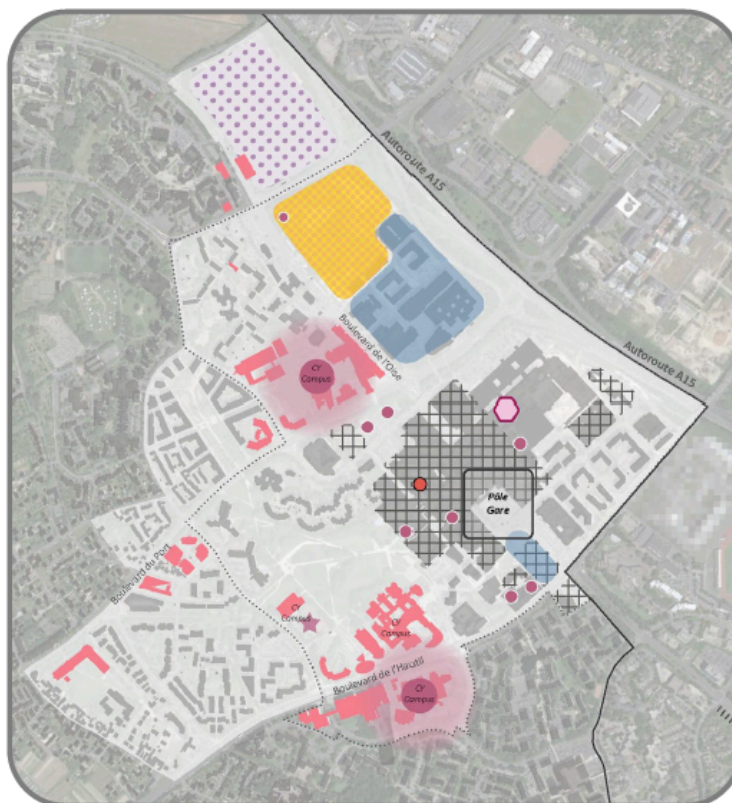 Autoroute A15
Boulevard de l'Oise
Autoroute A15
CY
Campus
Pôle
Gare
Boulevard du Port
CY
Campus
CY
Campus
Boulevard de l'Hautil
CY
Campus